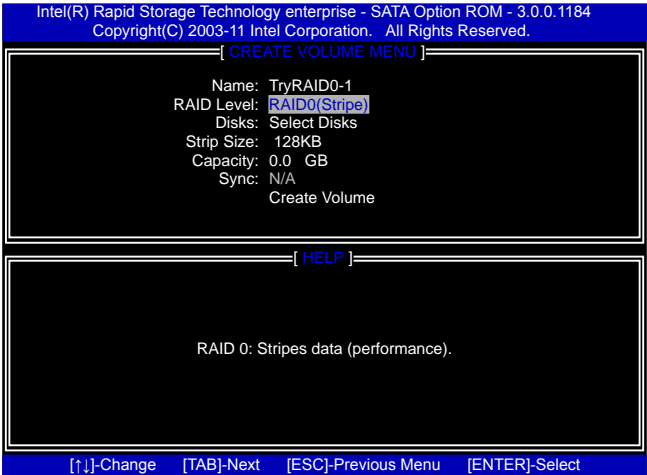 Intel(R) Rapid Storage Technology enterprise - SATA Option ROM - 3.0.0.1184
Copyright(C) 2003-11 Intel Corporation. All Rights Reserved.
[ CREATE VOLUME MENU ]
Name: TryRAID0-1
RAID Level: RAID0(Stripe)
Disks: Select Disks
Strip Size: 128KB
Capacity: 0.0 GB
Sync: N/A
Create Volume
[ HELP ]
RAID 0: Stripes data (performance).
[↑↓]-Change [TAB]-Next [ESC]-Previous Menu [ENTER]-Select